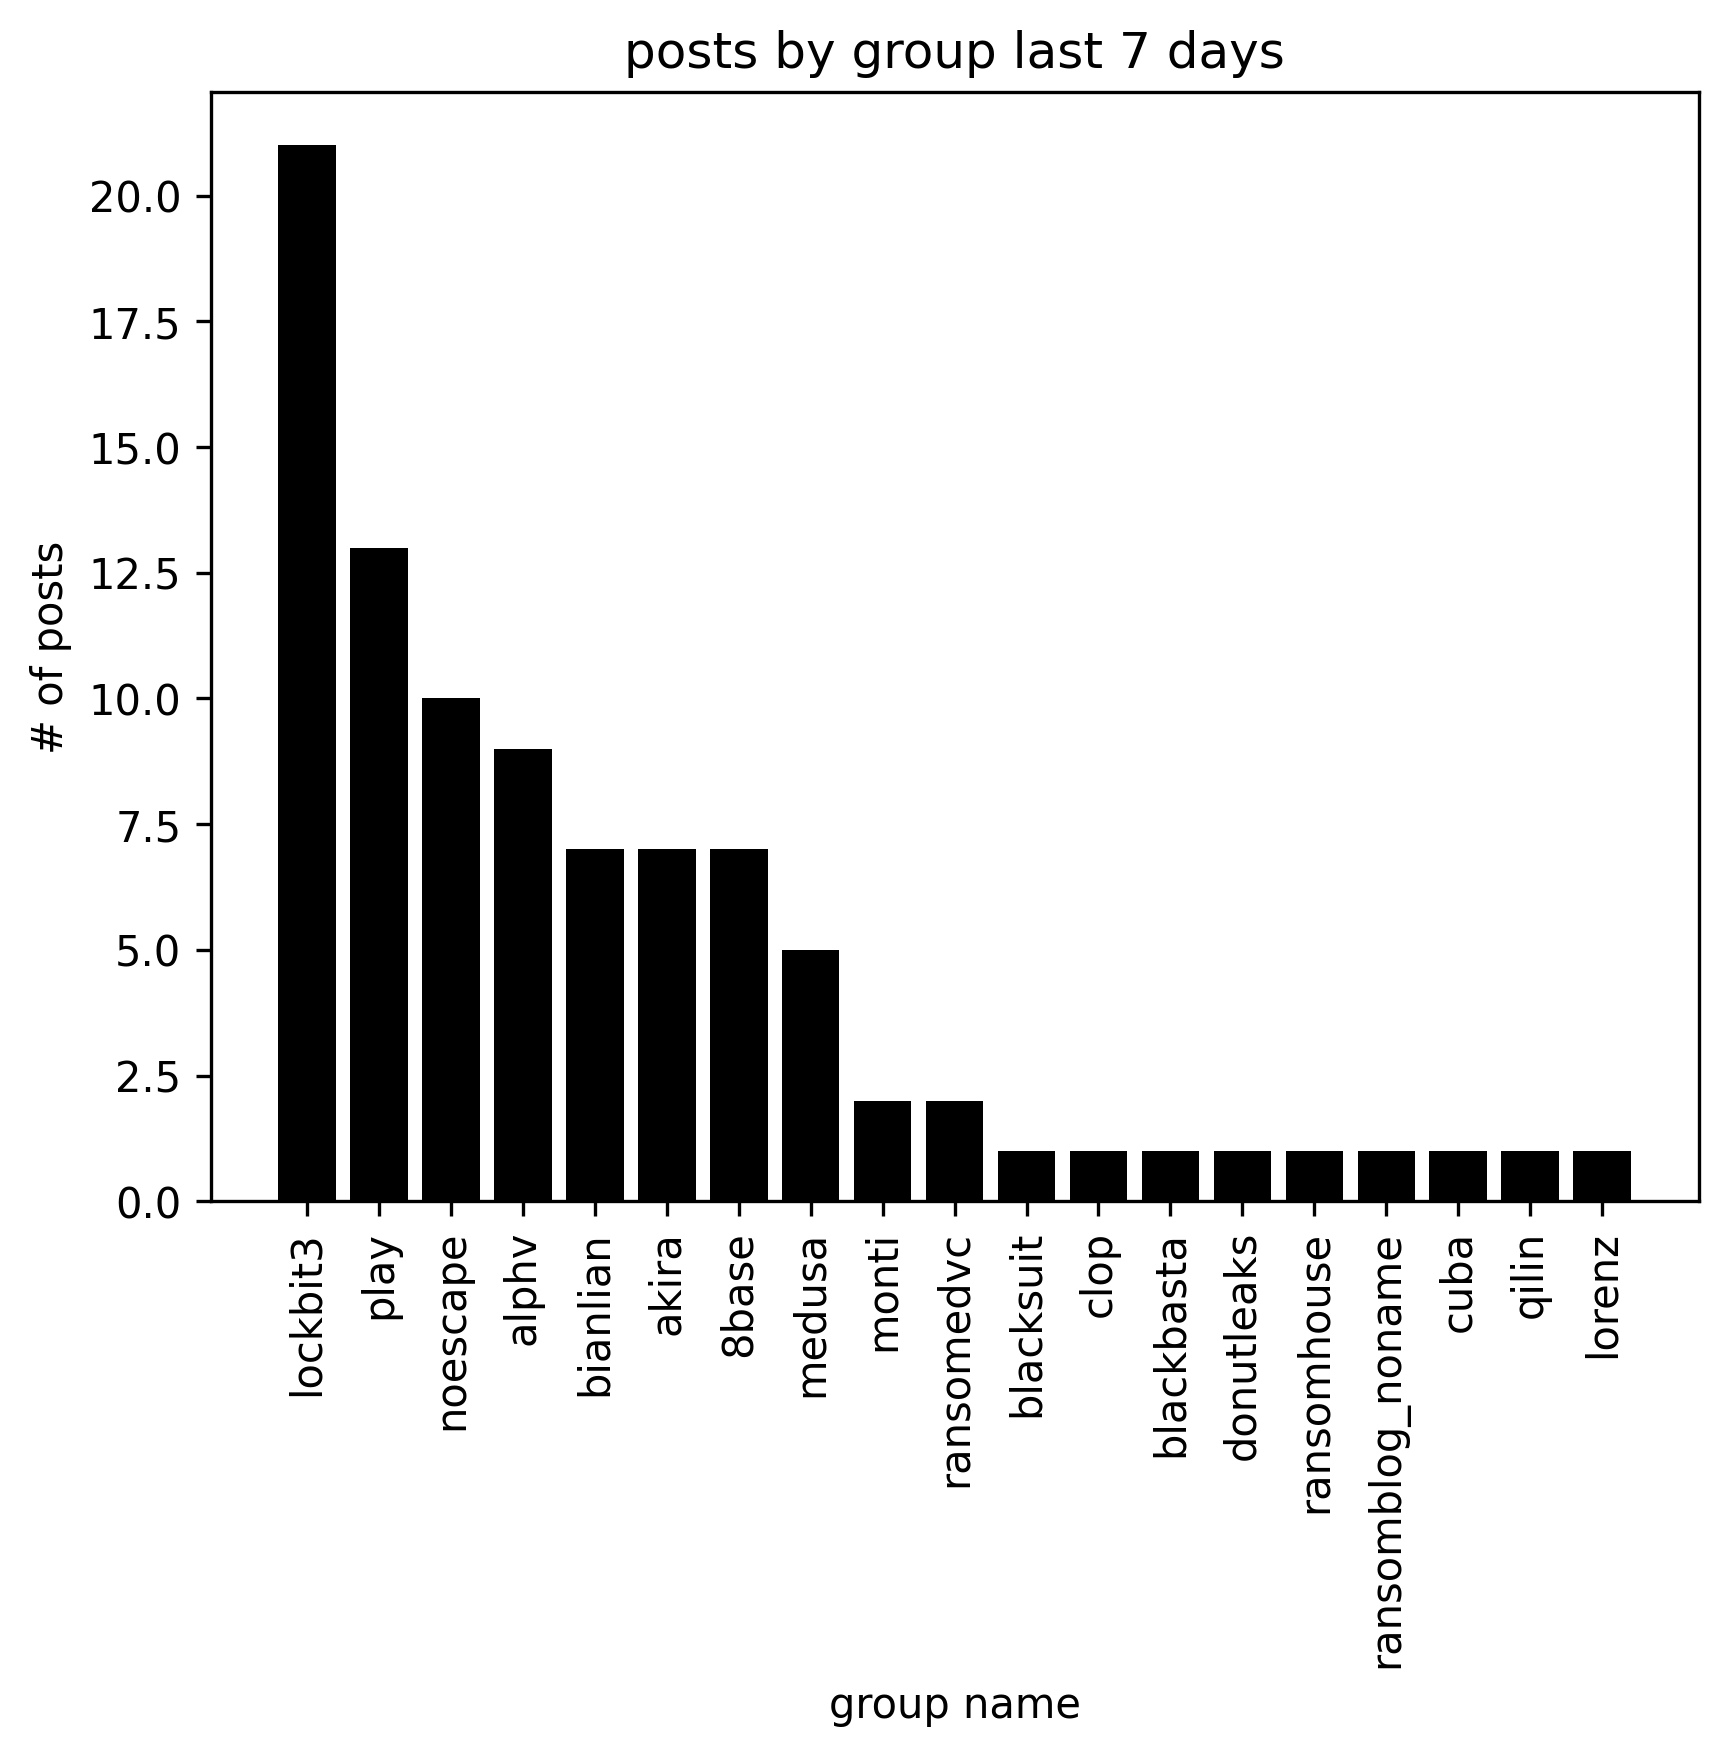 posts by group last 7 days
# of posts
20.0
17.5
15.0
12.5
10.0
7.5
5.0
2.5
0.0
lockbit3
play
noescape
alphv
bianlian
akira
8base
medusa
monti
ransomedvc
blacksuit
clop
blackbasta
donutleaks
ransomhouse
ransomblog_noname
cuba
qilin
lorenz
group name